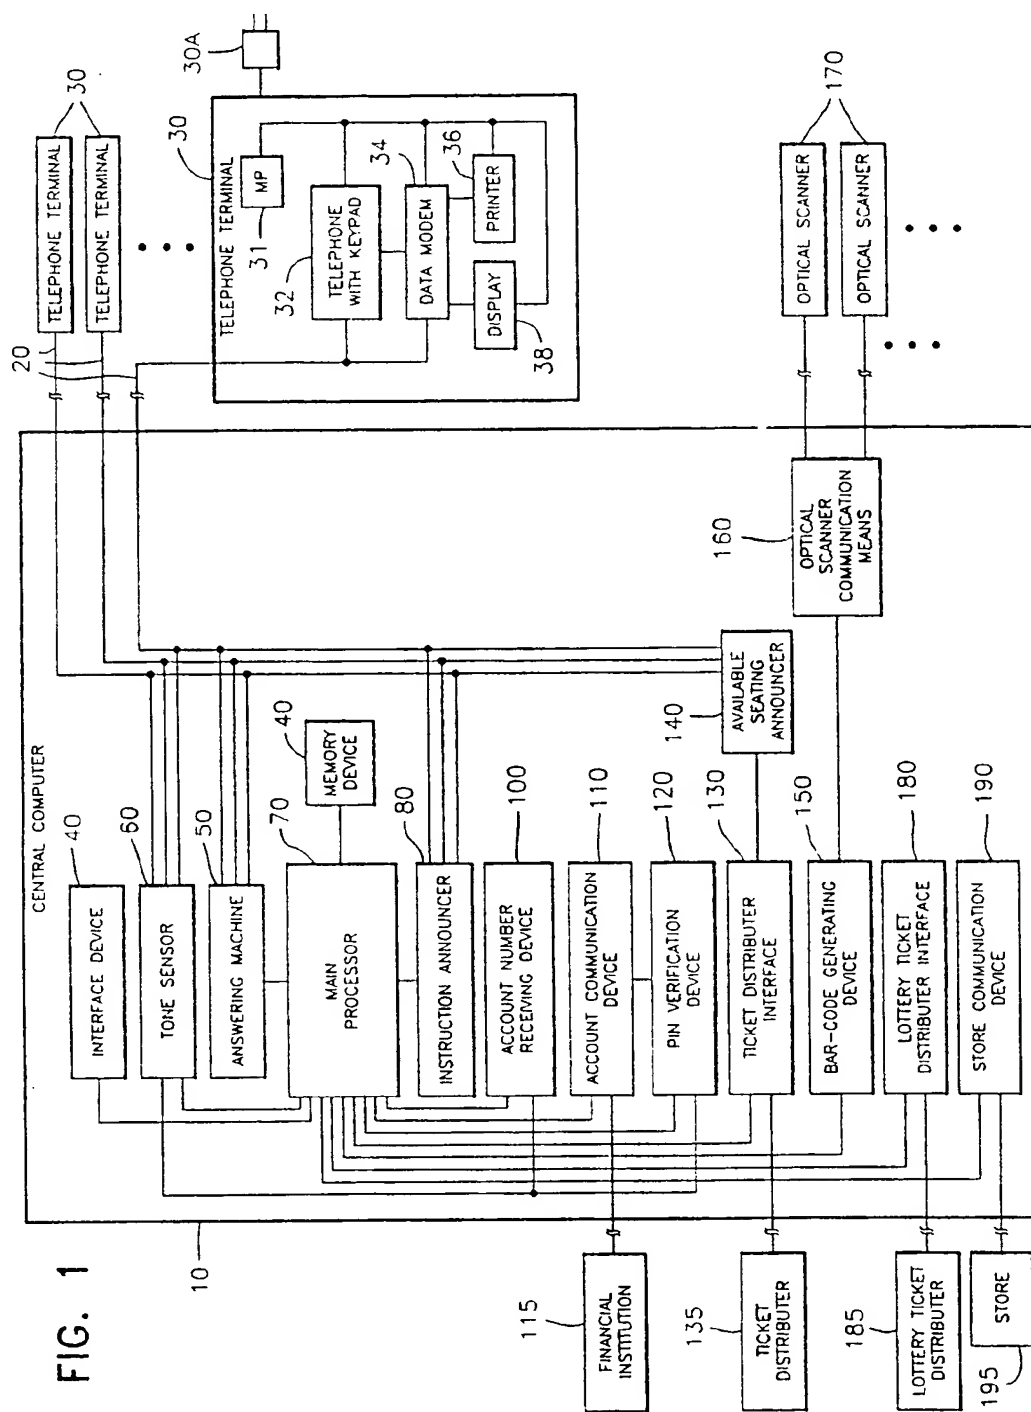 FIG. 1
10
CENTRAL COMPUTER
40
INTERFACE DEVICE
60
TONE SENSOR
50
ANSWERING MACHINE
70
MAIN
PROCESSOR
40
MEMORY
DEVICE
80
INSTRUCTION ANNOUNCER
100
ACCOUNT NUMBER
RECEIVING DEVICE
110
ACCOUNT COMMUNICATION
DEVICE
120
PIN VERIFICATION
DEVICE
130
TICKET DISTRIBUTER
INTERFACE
140
AVAILABLE
SEATING
ANNOUNCER
150
BAR-CODE GENERATING
DEVICE
160
OPTICAL
SCANNER
COMMUNICATION
MEANS
180
LOTTERY TICKET
DISTRIBUTER INTERFACE
190
STORE COMMUNICATION
DEVICE
115
FINANCIAL
INSTITUTION
135
TICKET
DISTRIBUTER
185
LOTTERY TICKET
DISTRIBUTER
195
STORE
20
TELEPHONE TERMINAL
TELEPHONE TERMINAL
30
30
30A
TELEPHONE TERMINAL
MP
31
32
TELEPHONE
WITH KEYPAD
34
DATA MODEM
36
PRINTER
DISPLAY
38
OPTICAL SCANNER
OPTICAL SCANNER
170